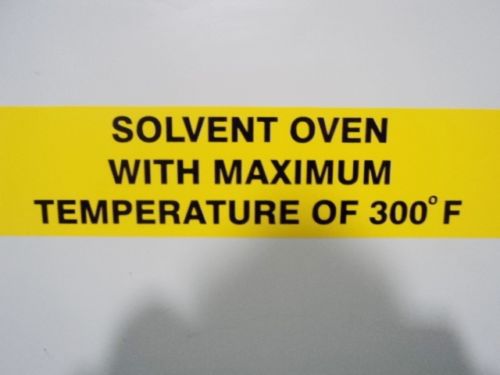 SOLVENT OVEN
WITH MAXIMUM
TEMPERATURE OF 300° F